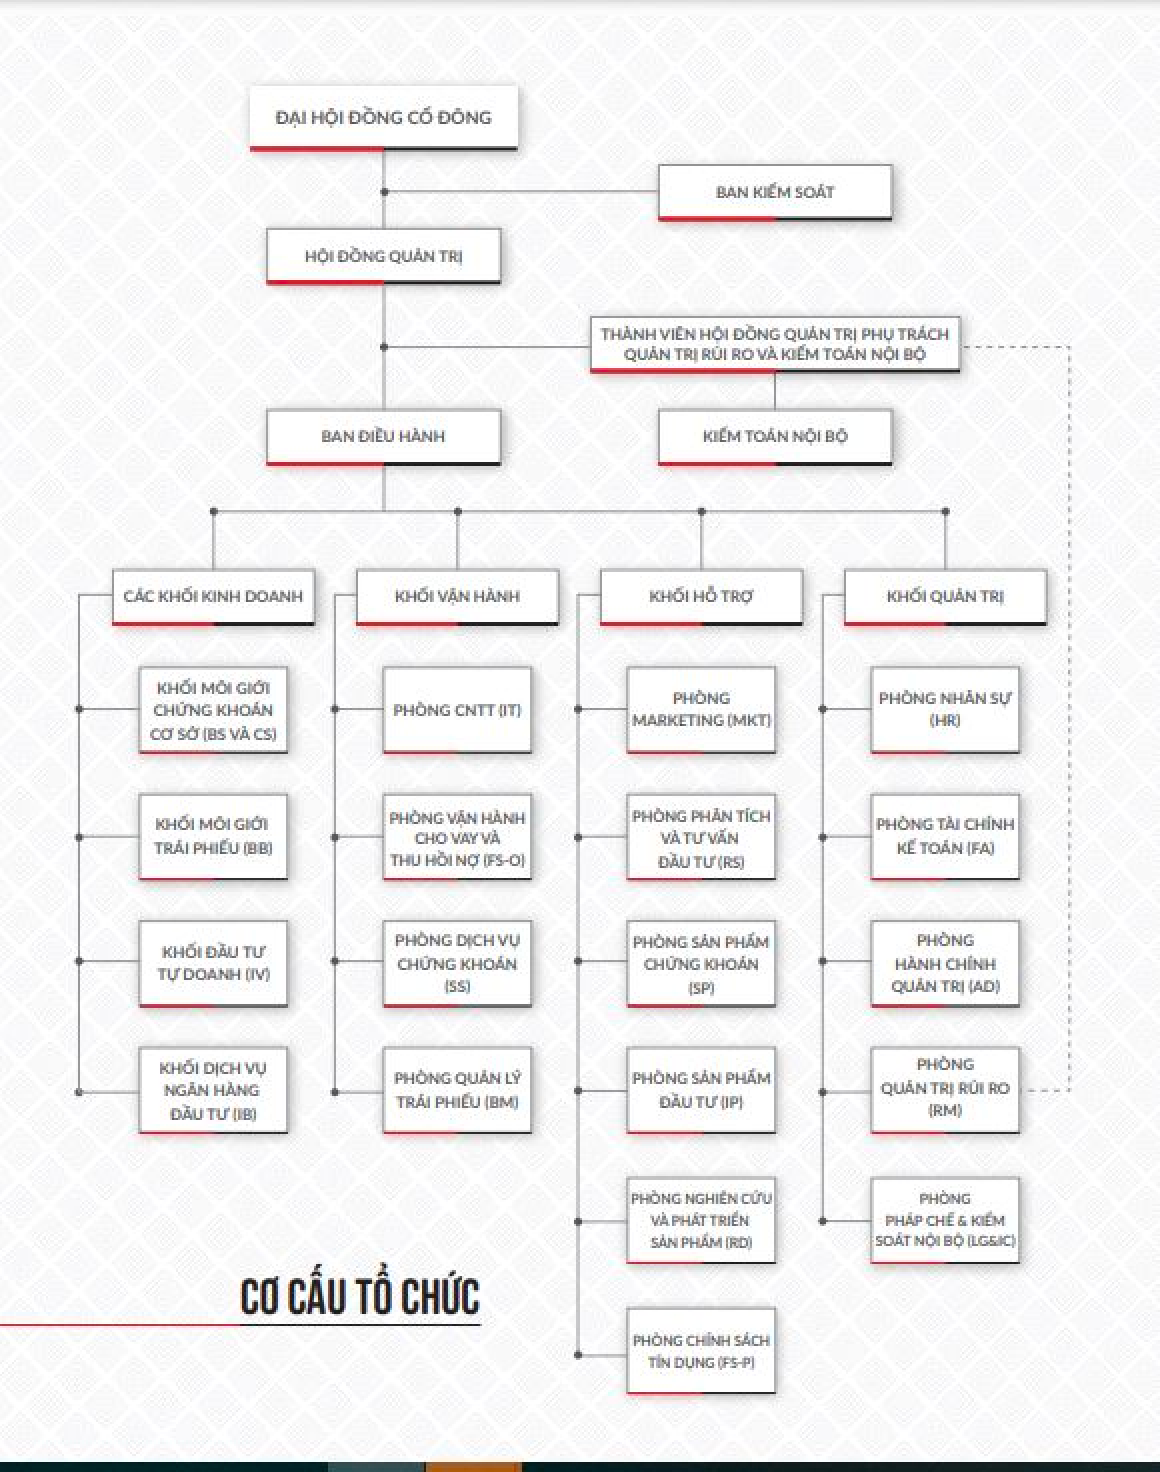 ĐẠI HỘI ĐỒNG CỔ ĐÔNG
BAN KIỂM SOÁT
HỘI ĐỒNG QUẢN TRỊ
THÀNH VIÊN HỘI ĐỒNG QUẢN TRỊ PHỤ TRÁCH
QUẢN TRỊ RỦI RO VÀ KIỂM TOÁN NỘI BỘ
BAN ĐIỀU HÀNH
KIỂM TOÁN NỘI BỘ
CÁC KHỐI KINH DOANH
KHỐI MÔI GIỚI
CHỨNG KHOÁN
CƠ SỞ (BS VÀ CS)
KHỐI MÔI GIỚI
TRÁI PHIẾU (BB)
KHỐI ĐẦU TƯ
TỰ DOANH (IV)
KHỐI DỊCH VỤ
NGÂN HÀNG
ĐẦU TƯ (IB)
KHỐI VẬN HÀNH
PHÒNG CNTT (IT)
PHÒNG VẬN HÀNH
CHO VAY VÀ
THU HỒI NỢ (FS-O)
PHÒNG DỊCH VỤ
CHỨNG KHOÁN
(SS)
PHÒNG QUẢN LÝ
TRÁI PHIẾU (BM)
KHỐI HỖ TRỢ
PHÒNG
MARKETING (MKT)
PHÒNG PHÂN TÍCH
VÀ TƯ VẤN
ĐẦU TƯ (RS)
PHÒNG SẢN PHẨM
CHỨNG KHOÁN
(SP)
PHÒNG SẢN PHẨM
ĐẦU TƯ (IP)
PHÒNG NGHIÊN CỨU
VÀ PHÁT TRIỂN
SẢN PHẨM (RD)
PHÒNG CHÍNH SÁCH
TÍN DỤNG (FS-P)
KHỐI QUẢN TRỊ
PHÒNG NHÂN SỰ
(HR)
PHÒNG TÀI CHÍNH
KẾ TOÁN (FA)
PHÒNG
HÀNH CHÍNH
QUẢN TRỊ (AD)
PHÒNG
QUẢN TRỊ RỦI RO
(RM)
PHÒNG
PHÁP CHẾ & KIỂM
SOÁT NỘI BỘ (LG&IC)
CƠ CẤU TỔ CHỨC